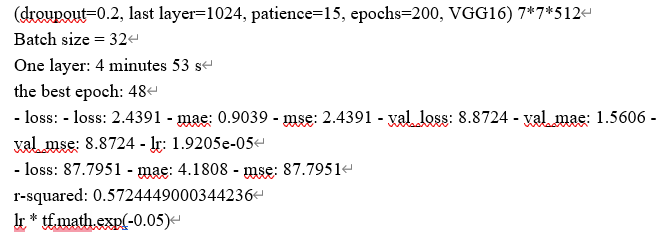 (droupout=0.2, last layer=1024, patience=15, epochs=200, VGG16) 7*7*512↵
Batch size = 32↵
One layer: 4 minutes 53 s↵
the best epoch: 48↵
- loss: - loss: 2.4391 - mae: 0.9039 - mse: 2.4391 - val_loss: 8.8724 - val_mae: 1.5606 -
val_mse: 8.8724 - lr: 1.9205e-05↵
- loss: 87.7951 - mae: 4.1808 - mse: 87.7951↵
r-squared: 0.5724449000344236↵
lr * tf.math.exp(-0.05)↵